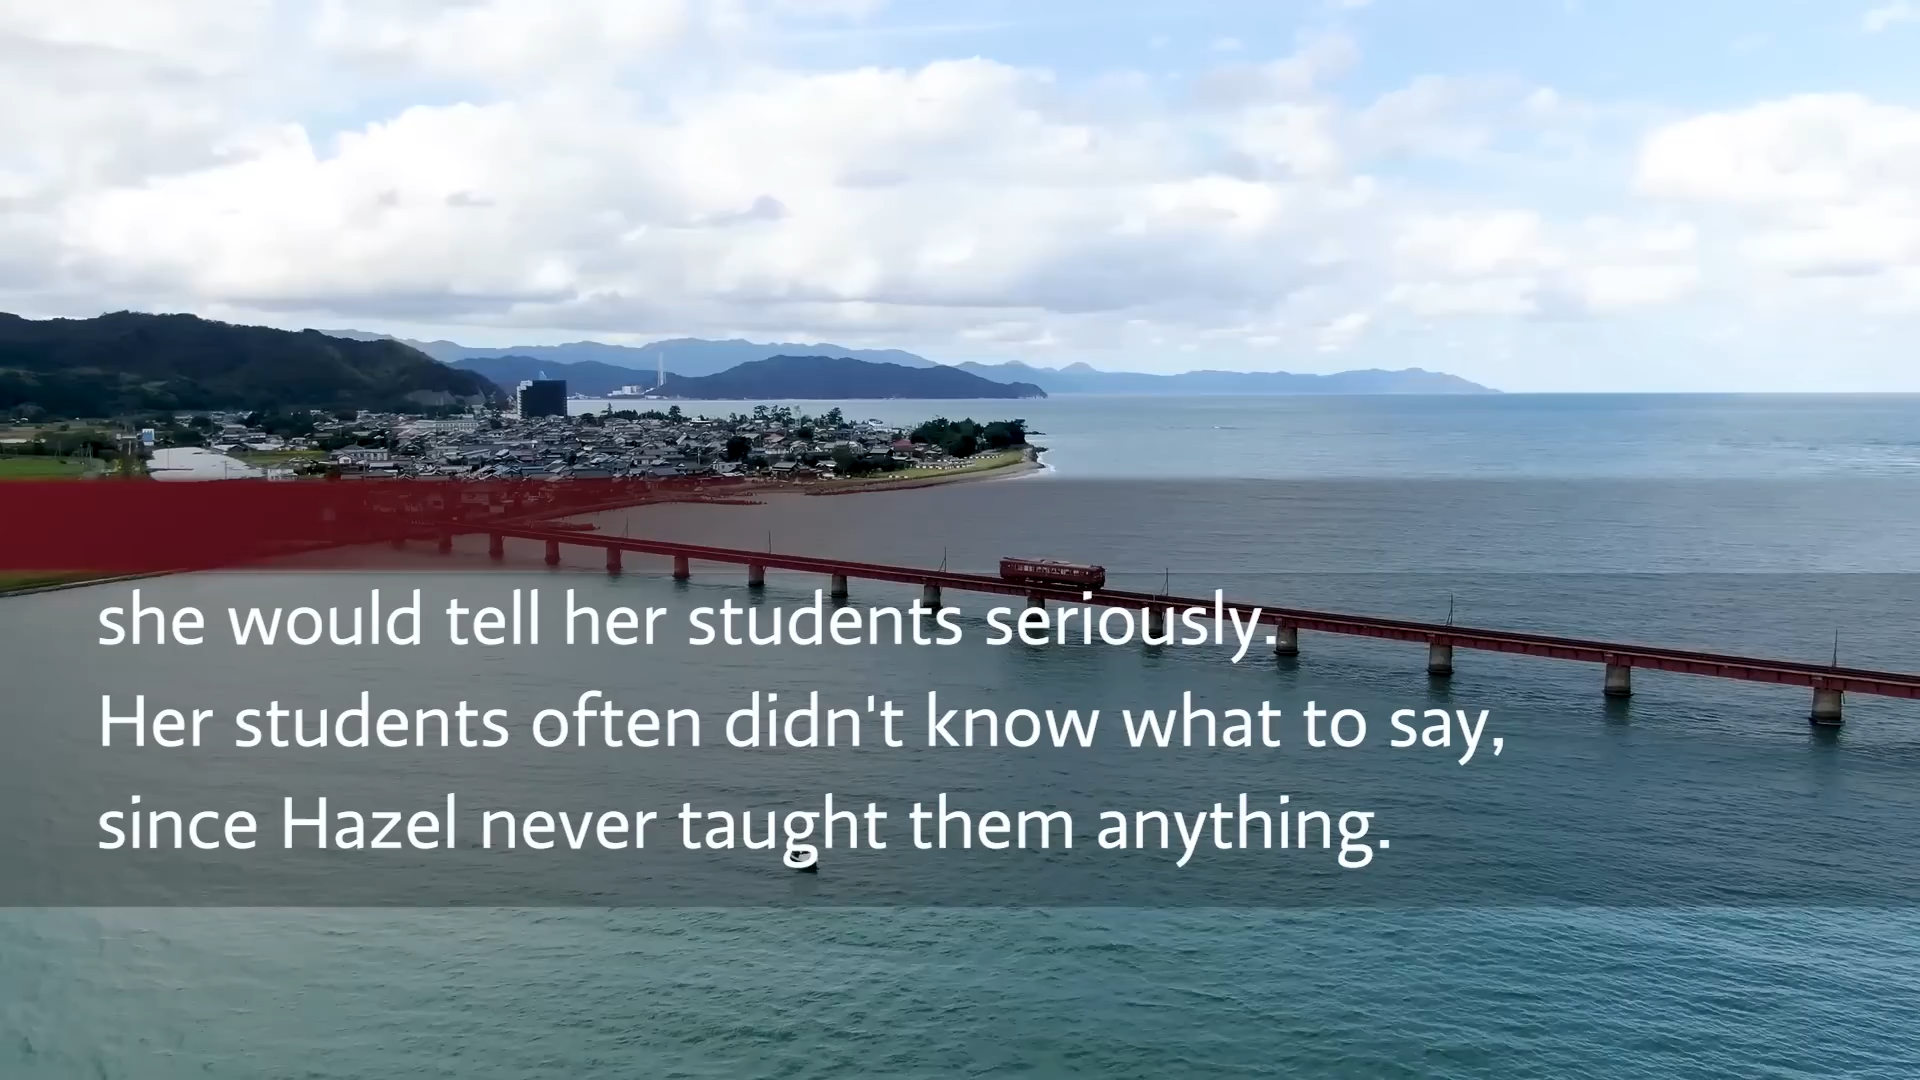 she would tell her students seriously.
Her students often didn't know what to say,
since Hazel never taught them anything.